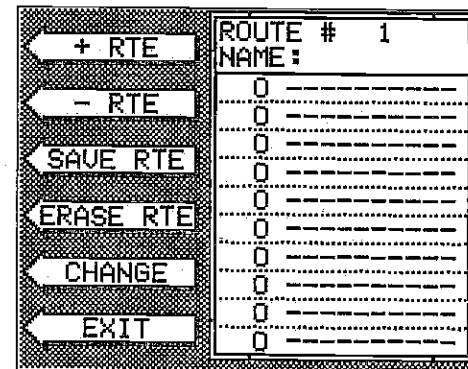 + RTE
- RTE
SAVE RTE
ERASE RTE
CHANGE
EXIT
ROUTE # 1
NAME:
0 ---------
0 ---------
0 ---------
0 ---------
0 ---------
0 ---------
0 ---------
0 ---------
0 ---------
0 ---------